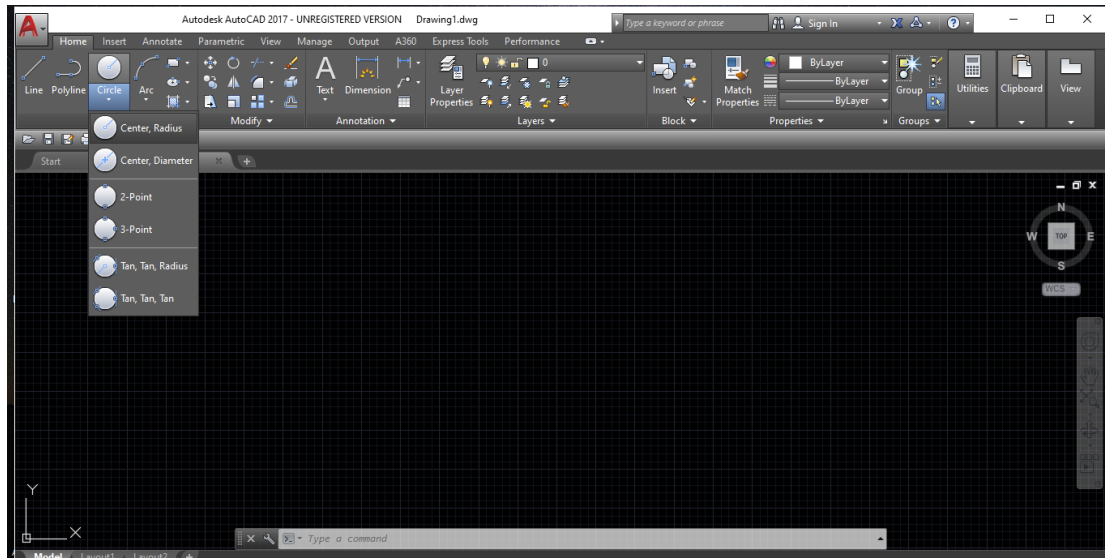 Autodesk AutoCAD 2017 - UNREGISTERED VERSION Drawing1.dwg Type a keyword or phrase Sign In
Home Insert Annotate Parametric View Manage Output A360 Express Tools Performance
0 ByLayer
ByLayer
ByLayer
Line Polyline Circle Arc Text Dimension Layer Properties Insert Match Properties Group Utilities Clipboard View
Modify Annotation Layers Block Properties Groups
Center, Radius
Start
Center, Diameter
2-Point
3-Point
Tan, Tan, Radius
Tan, Tan, Tan
N
W TOP E
S
WCS
Y
X
Type a command
Model Layout1 Layout2 +